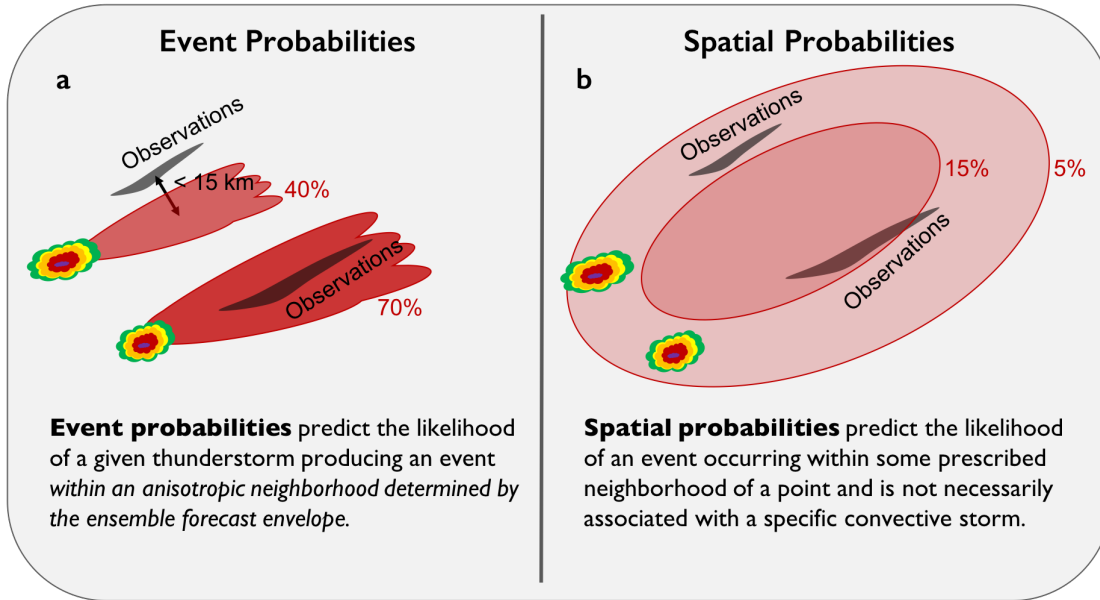 Event Probabilities
a
Observations
< 15 km
40%
Observations
70%
Event probabilities predict the likelihood
of a given thunderstorm producing an event
within an anisotropic neighborhood determined by
the ensemble forecast envelope.
Spatial Probabilities
b
Observations
15%
5%
Observations
Spatial probabilities predict the likelihood
of an event occurring within some prescribed
neighborhood of a point and is not necessarily
associated with a specific convective storm.